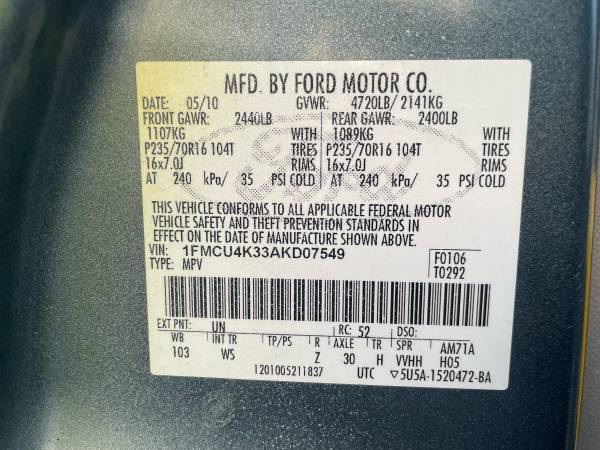 MFD. BY FORD MOTOR CO.
DATE: 05/10 GVWR: 4720LB/ 2141KG
FRONT GAWR: 2440LB REAR GAWR: 2400LB
1107KG WITH 1089KG WITH
P235/70R16 104T TIRES P235/70R16 104T TIRES
16x7.0J RIMS 16x7.0J RIMS
AT 240 kPa/ 35 PSI COLD AT 240 kPa/ 35 PSI COLD
THIS VEHICLE CONFORMS TO ALL APPLICABLE FEDERAL MOTOR
VEHICLE SAFETY AND THEFT PREVENTION STANDARDS IN
EFFECT ON THE DATE OF MANUFACTURE SHOWN ABOVE.
VIN: 1FMCU4K33AKD07549 F0106
TYPE: MPV T0292
EXT PNT: UN RC: 52 DSO:
WB INT TR TP/PS R AXLE TR SPR AM71A
103 WS Z 30 H VVHH H05
1201005211837 UTC ▽5U5A-1520472-BA